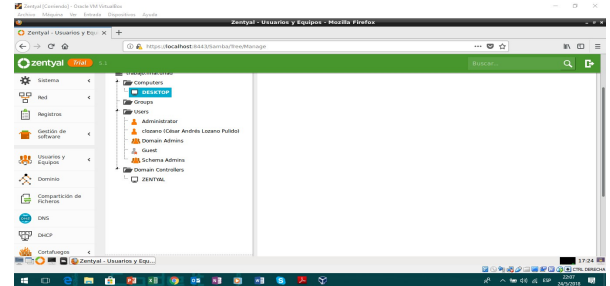 Zentyal [Corriendo] - Oracle VM VirtualBox
Archivo Máquina Ver Entrada Dispositivos Ayuda
Zentyal - Usuarios y Equipos - Mozilla Firefox
Zentyal - Usuarios y Equ
https://localhost:8443/Samba/Tree/Manage
zentyal Trial 5.1
Buscar...
Sistema
Red
Registros
Gestión de software
Usuarios y Equipos
Dominio
Compartición de Ficheros
DNS
DHCP
Cortafuegos
Computers
DESKTOP
Groups
Users
Administrator
clozano (César Andrés Lozano Pulido)
Domain Admins
Guest
Schema Admins
Domain Controllers
ZENTYAL
Zentyal - Usuarios y Equ...
17:24
CTRL DERECHA
ESP
22:07
24/5/2018